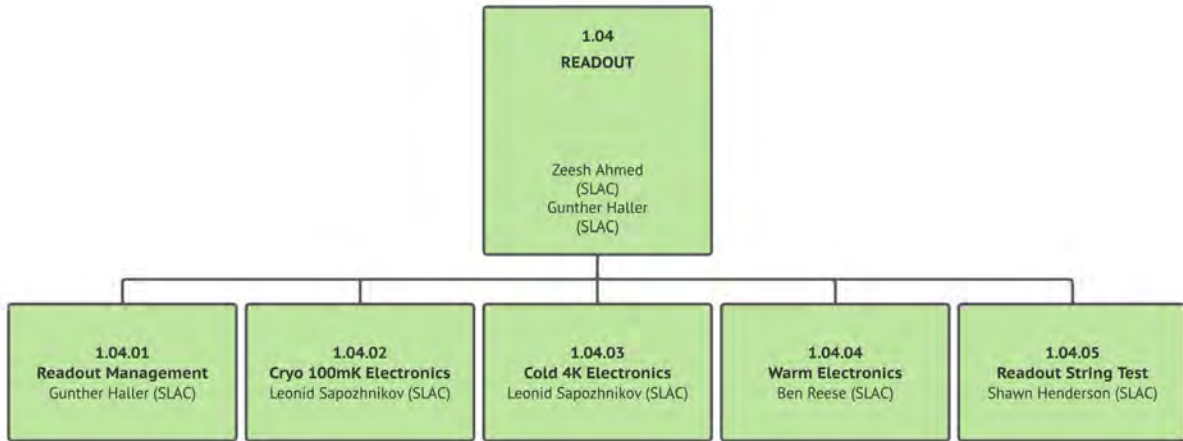 1.04
READOUT
Zeesh Ahmed
(SLAC)
Gunther Haller
(SLAC)
1.04.01
Readout Management
Gunther Haller (SLAC)
1.04.02
Cryo 100mK Electronics
Leonid Sapozhnikov (SLAC)
1.04.03
Cold 4K Electronics
Leonid Sapozhnikov (SLAC)
1.04.04
Warm Electronics
Ben Reese (SLAC)
1.04.05
Readout String Test
Shawn Henderson (SLAC)